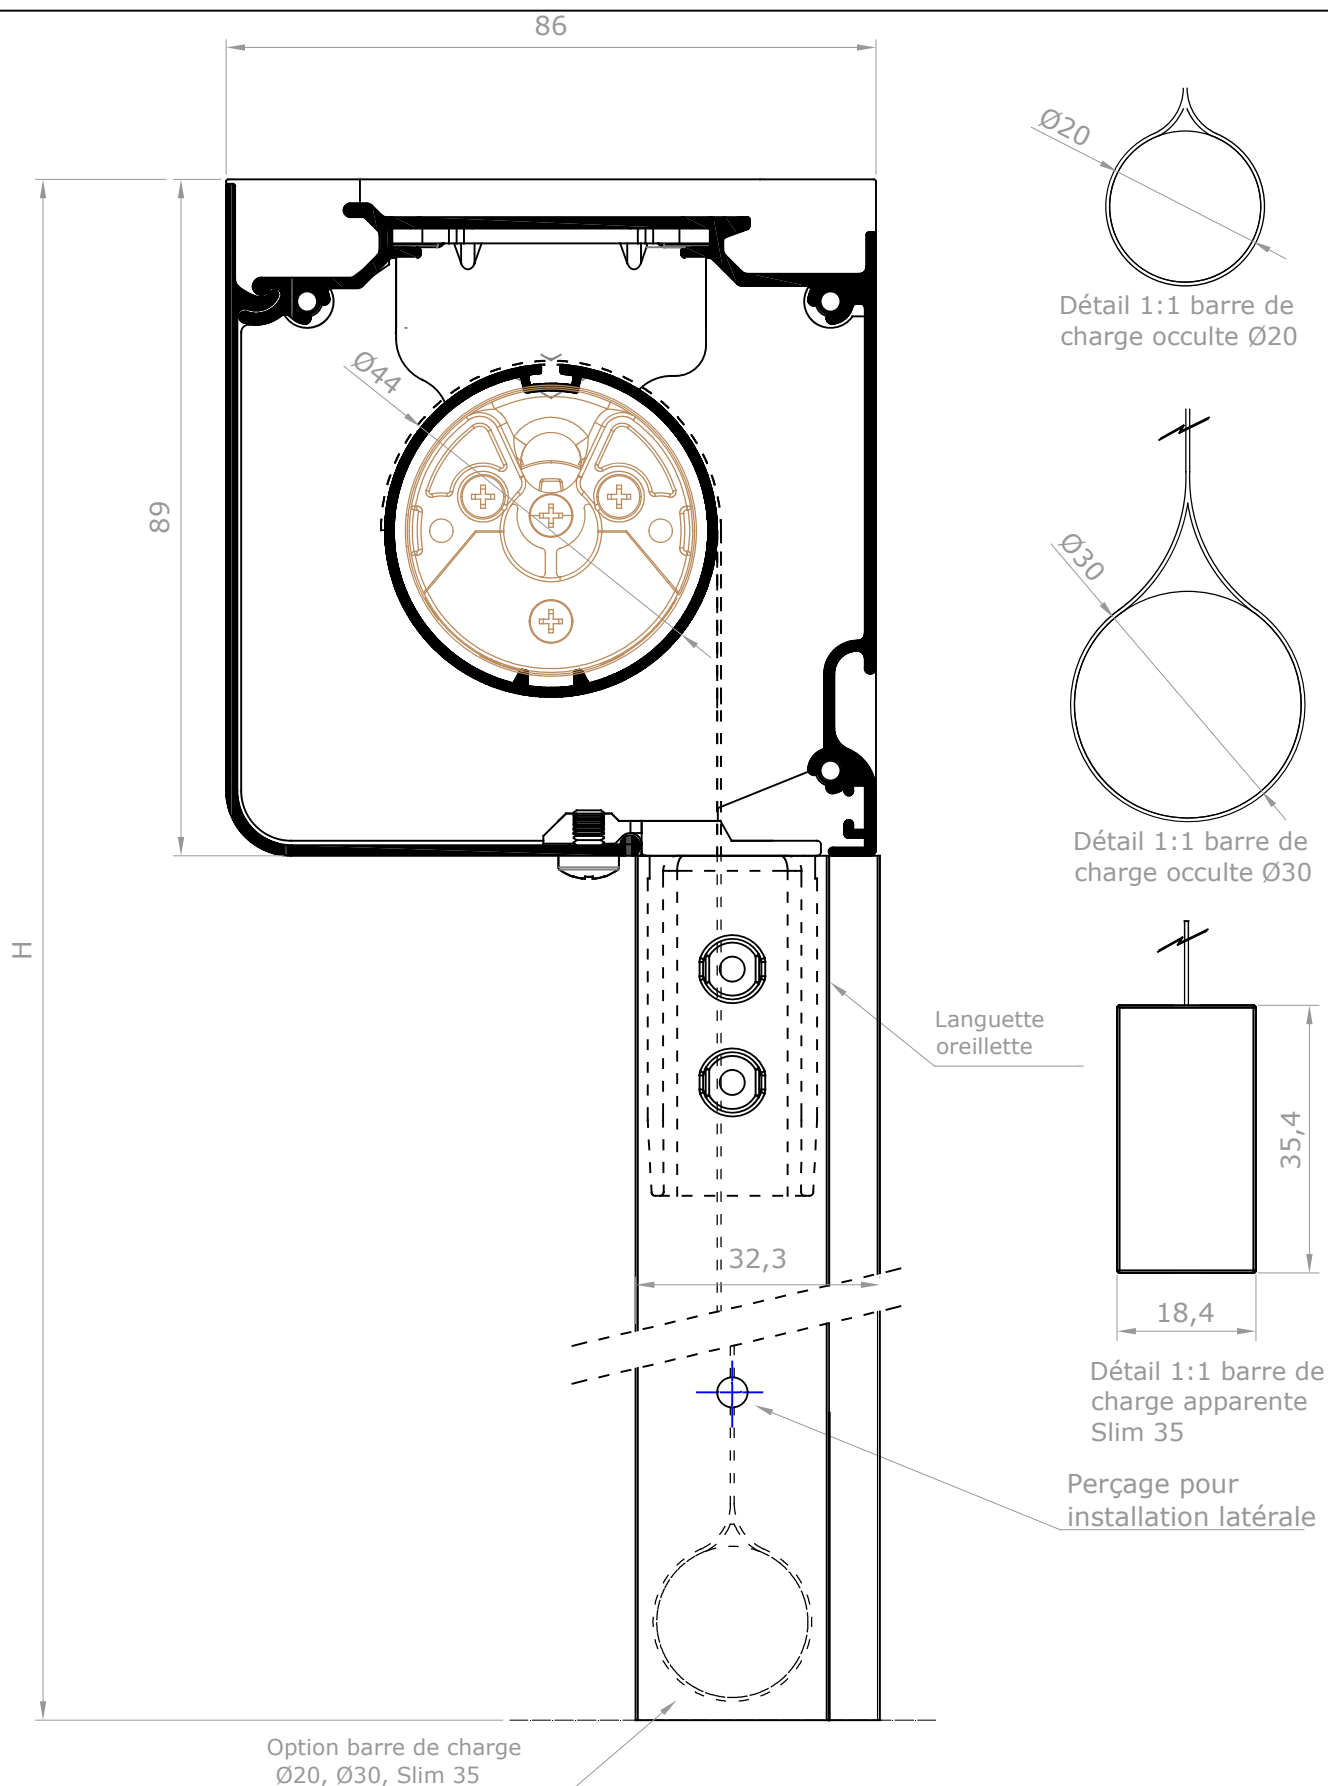 86
Ø20
Détail 1:1 barre de
charge occulte Ø20
Ø44
89
Ø30
Détail 1:1 barre de
charge occulte Ø30
H
Languette
oreillette
35,4
32,3
18,4
Détail 1:1 barre de
charge apparente
Slim 35
Perçage pour
installation latérale
Option barre de charge
Ø20, Ø30, Slim 35